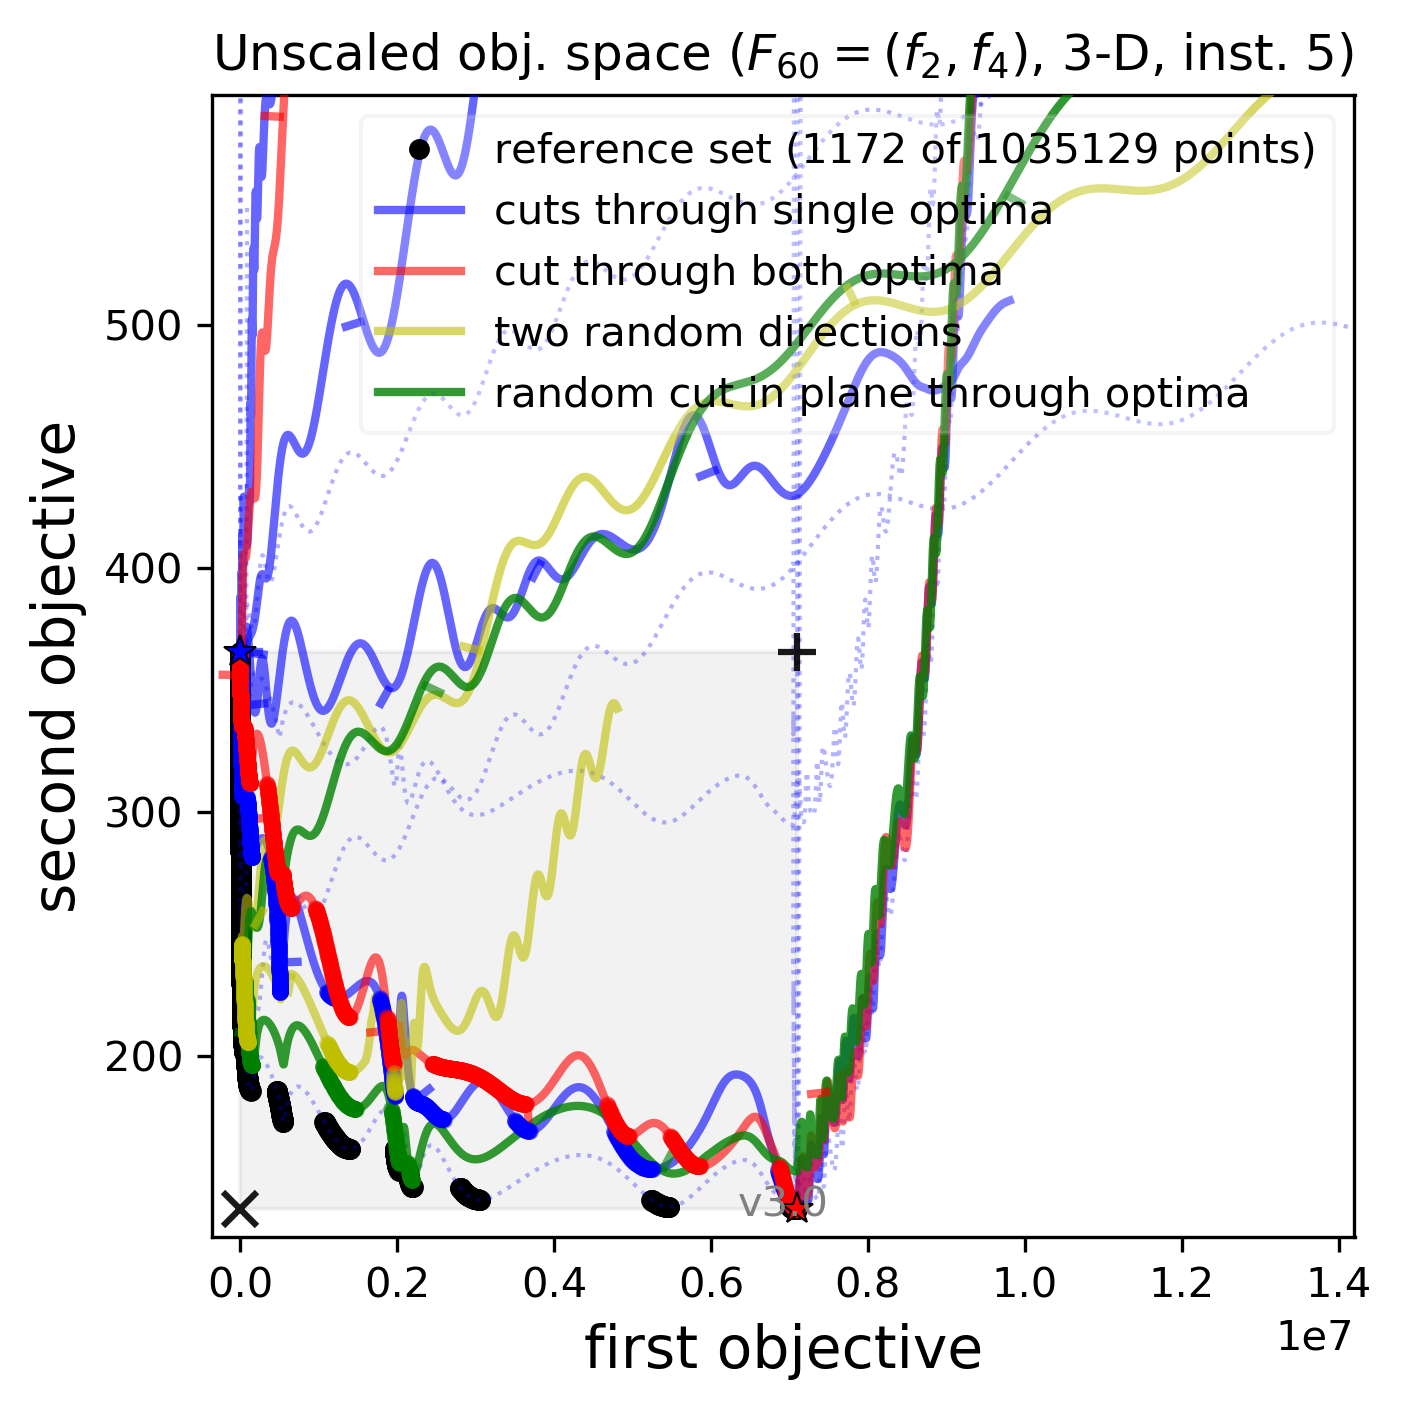 Unscaled obj. space (F60 = (f2, f4), 3-D, inst. 5)
reference set (1172 of 1035129 points)
cuts through single optima
cut through both optima
two random directions
random cut in plane through optima
500
400
300
200
second objective
v3.0
0.0 0.2 0.4 0.6 0.8 1.0 1.2 1.4
1e7
first objective